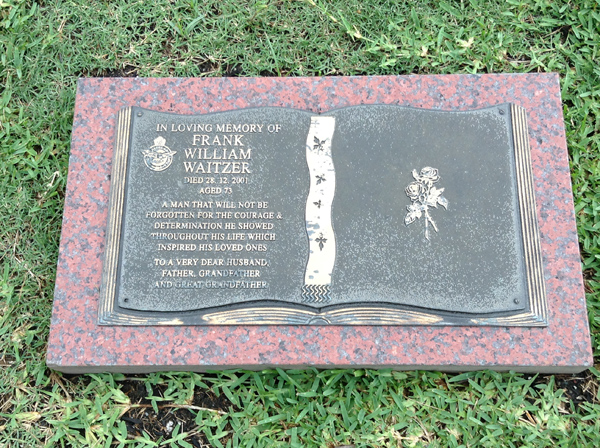 IN LOVING MEMORY OF
FRANK
WILLIAM
WAITZER
DIED 28. 12. 2001
AGED 73
A MAN THAT WILL NOT BE
FORGOTTEN FOR THE COURAGE &
DETERMINATION HE SHOWED
THROUGHOUT HIS LIFE WHICH
INSPIRED HIS LOVED ONES
TO A VERY DEAR HUSBAND,
FATHER, GRANDFATHER
AND GREAT GRANDFATHER